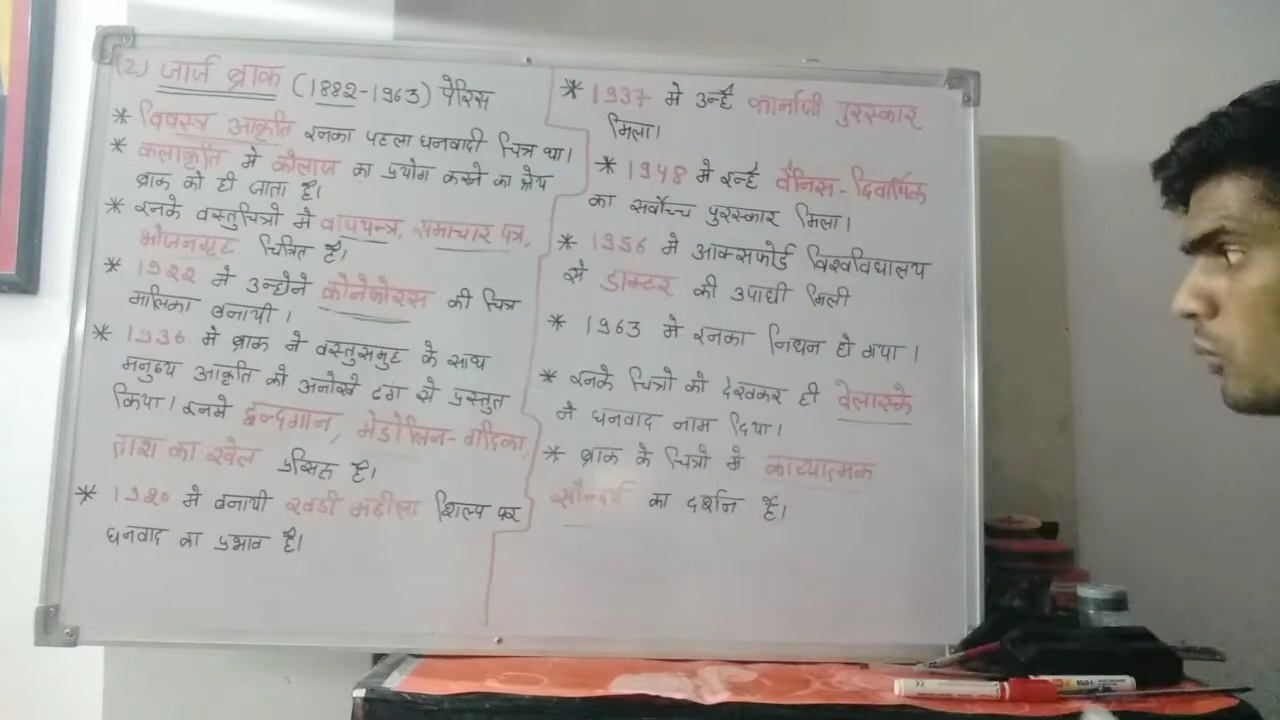 (2) जार्ज ब्राक (1882-1963) पेरिस
* विवस्त्र आकृति इनका पहला घनवादी चित्र था।
* कलाकृति मे कोलाज का प्रयोग करने का श्रेय
ब्राक को ही जाता है।
* इनके वस्तुचित्रो मे वाद्ययन्त्र, समाचार पत्र,
भोजनगृह चित्रित है।
* 1922 मे उन्होने कोनेफोरस की चित्र
मालिका बनायी।
* 1936 मे ब्राक ने वस्तुसमुह के साथ
मनुष्य आकृति को अनोखे ढंग से प्रस्तुत
किया। इनमे द्वन्दगान, मेडोलिन-वादिका,
ताश का खेल प्रसिद्ध है।
* 1920 मे बनायी खडी महीला शिल्प पर
घनवाद का प्रभाव है।
* 1937 मे उन्है कार्नाजी पुरस्कार
मिला।
* 1948 मे इन्है वैनिस-द्विवार्षिक
का सर्वोच्च पुरस्कार मिला।
* 1956 मे आक्सफोर्ड विश्वविधालय
से डाक्टर की उपाधी मिली
* 1963 मे इनका निधन हो गया।
* इनके चित्रो को देखकर ही वेलास्के
ने घनवाद नाम दिया।
* ब्राक के चित्रो मे काव्यात्मक
सौन्दर्य का दर्शन है।